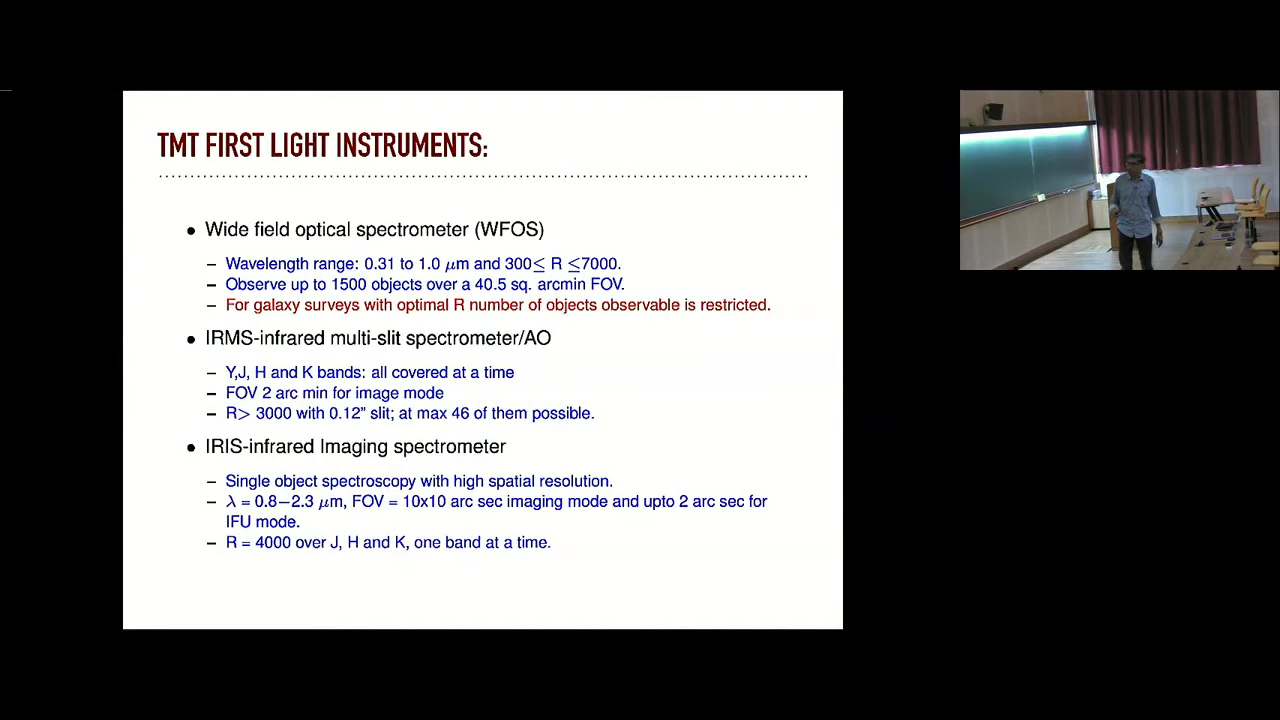 TMT FIRST LIGHT INSTRUMENTS:
• Wide field optical spectrometer (WFOS)
– Wavelength range: 0.31 to 1.0 μm and 300≤ R ≤7000.
– Observe up to 1500 objects over a 40.5 sq. arcmin FOV.
– For galaxy surveys with optimal R number of objects observable is restricted.
• IRMS-infrared multi-slit spectrometer/AO
– Y,J, H and K bands: all covered at a time
– FOV 2 arc min for image mode
– R> 3000 with 0.12” slit; at max 46 of them possible.
• IRIS-infrared Imaging spectrometer
– Single object spectroscopy with high spatial resolution.
– λ = 0.8−2.3 μm, FOV = 10x10 arc sec imaging mode and upto 2 arc sec for
IFU mode.
– R = 4000 over J, H and K, one band at a time.